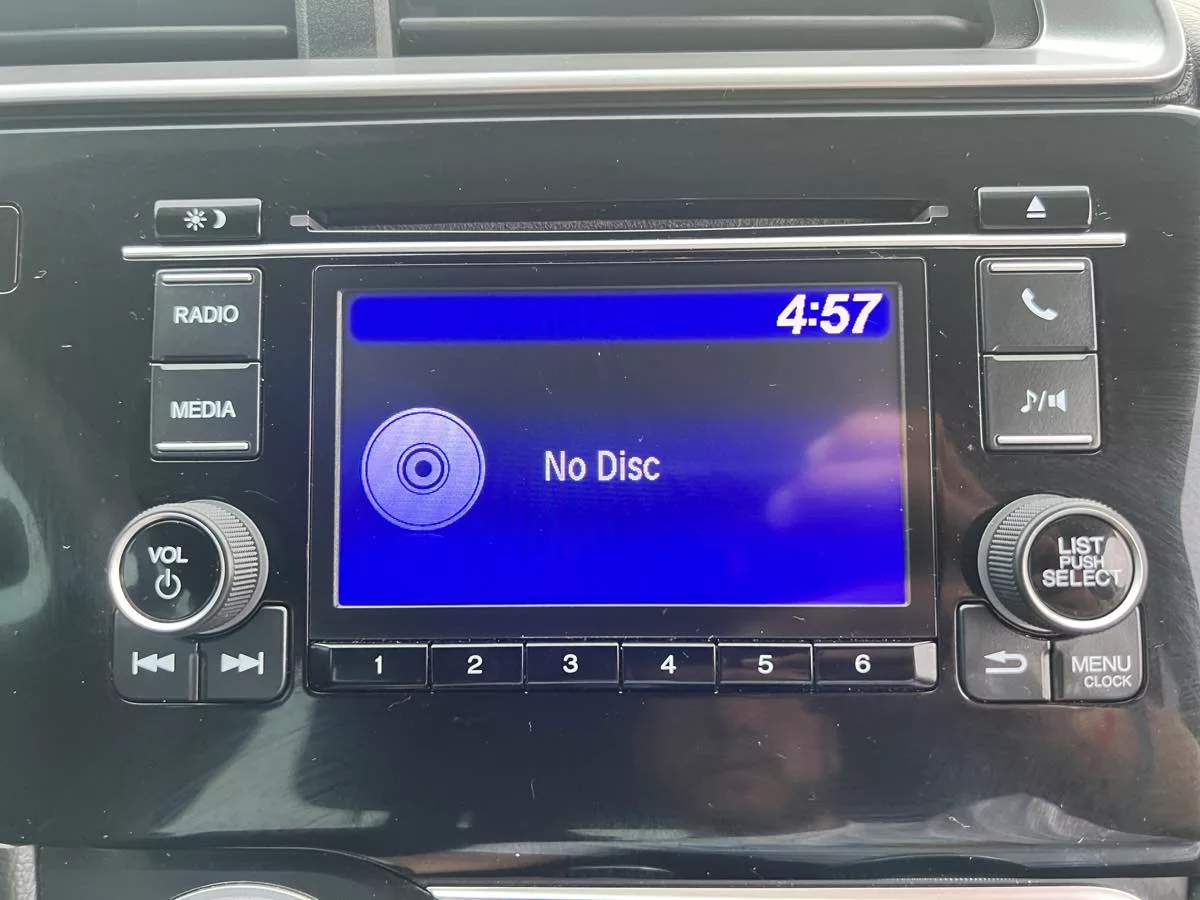 4:57
RADIO
MEDIA
No Disc
VOL
LIST
PUSH
SELECT
1 2 3 4 5 6
MENU
CLOCK